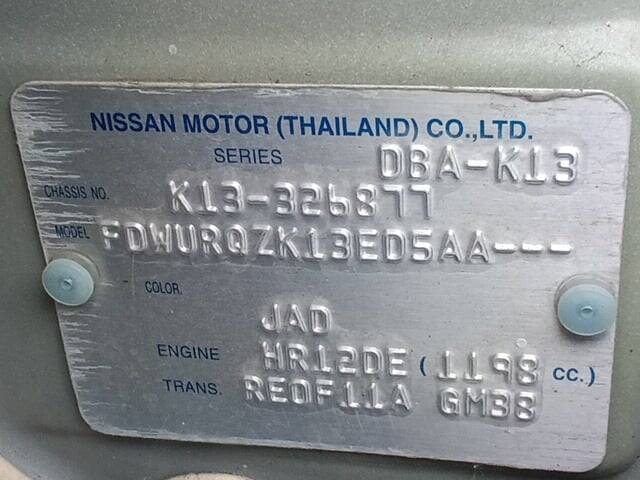 NISSAN MOTOR (THAILAND) CO.,LTD.
SERIES DBA-K13
CHASSIS NO. K13-326877
MODEL FDWURQZK13ED5AA---
COLOR.
JAD
ENGINE HR12DE (1198 CC.)
TRANS. RE0F11A GM38